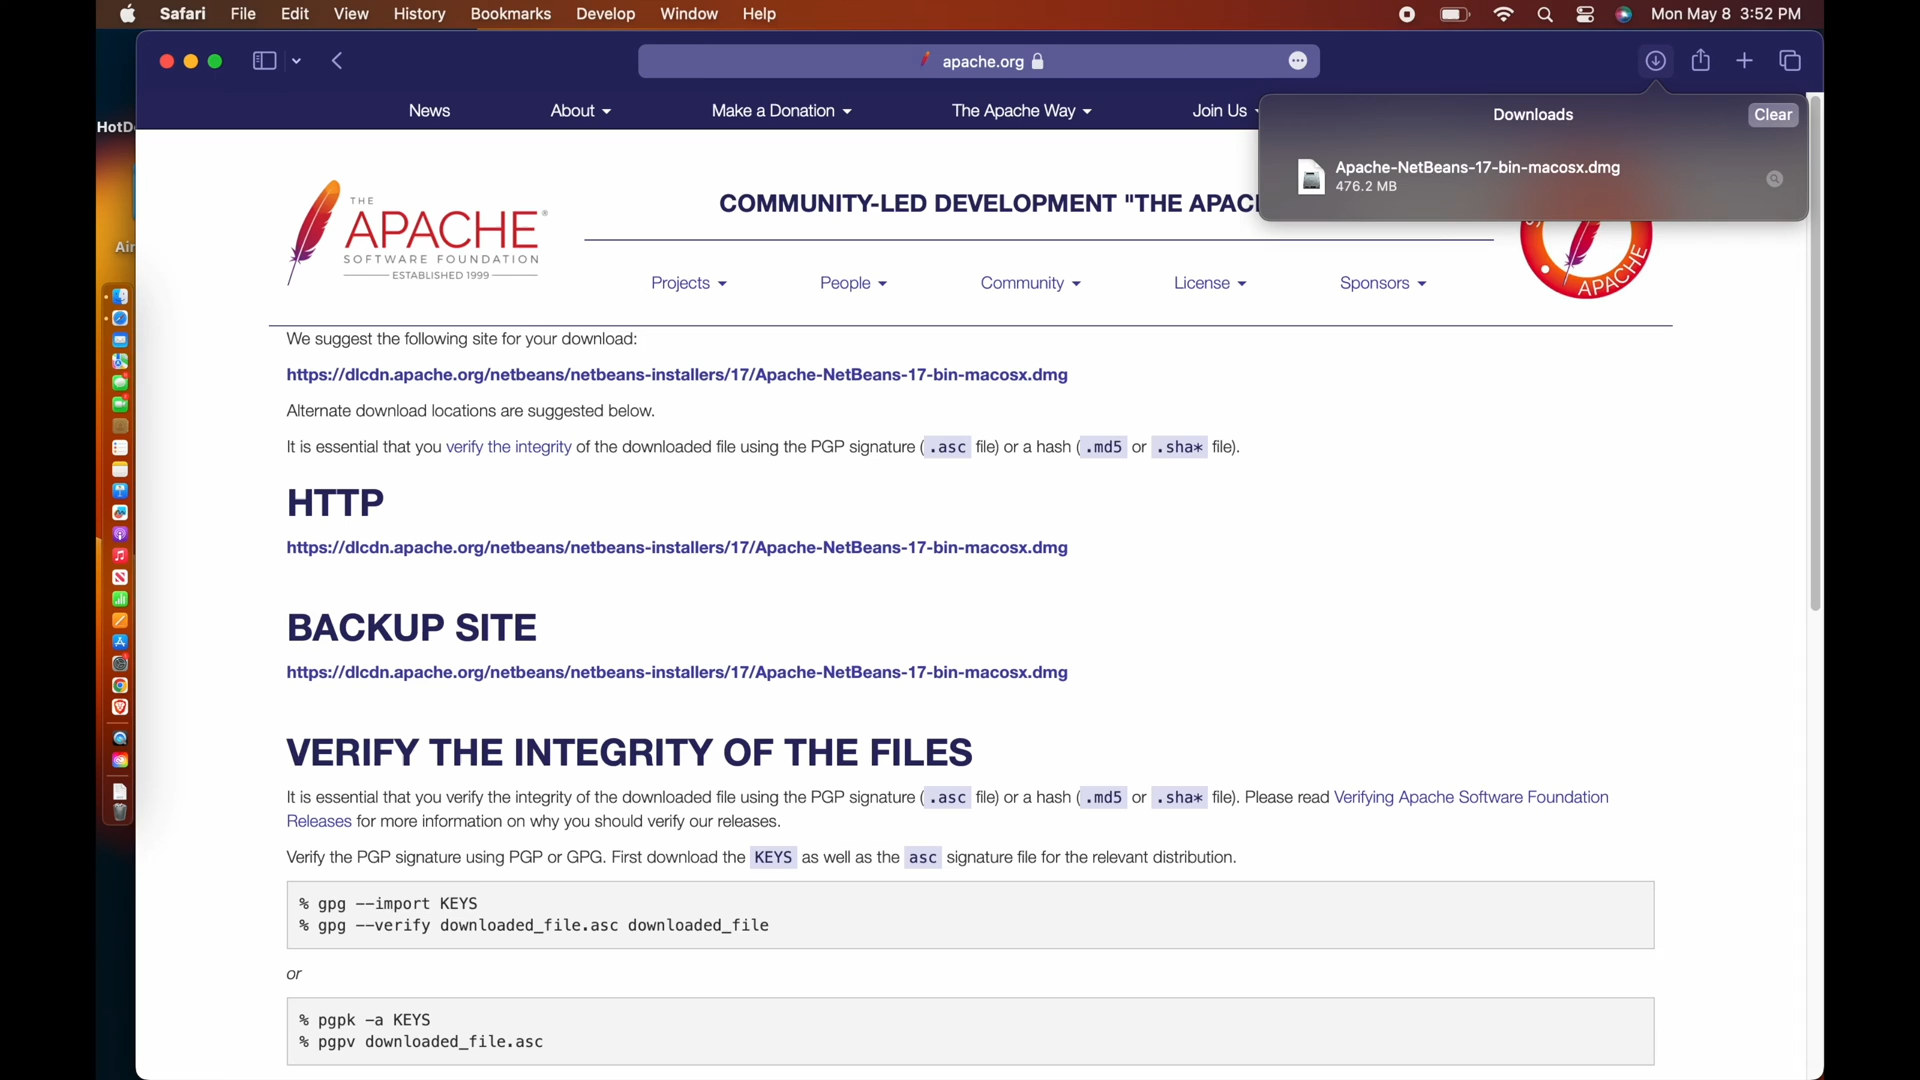 Safari File Edit View History Bookmarks Develop Window Help Mon May 8 3:52 PM
apache.org
News About Make a Donation The Apache Way Join Us
Downloads Clear
Apache-NetBeans-17-bin-macosx.dmg
476.2 MB
THE
APACHE®
SOFTWARE FOUNDATION
ESTABLISHED 1999
COMMUNITY-LED DEVELOPMENT "THE APAC
Projects People Community License Sponsors
APACHE
We suggest the following site for your download:
https://dlcdn.apache.org/netbeans/netbeans-installers/17/Apache-NetBeans-17-bin-macosx.dmg
Alternate download locations are suggested below.
It is essential that you verify the integrity of the downloaded file using the PGP signature ( .asc file) or a hash ( .md5 or .sha* file).
HTTP
https://dlcdn.apache.org/netbeans/netbeans-installers/17/Apache-NetBeans-17-bin-macosx.dmg
BACKUP SITE
https://dlcdn.apache.org/netbeans/netbeans-installers/17/Apache-NetBeans-17-bin-macosx.dmg
VERIFY THE INTEGRITY OF THE FILES
It is essential that you verify the integrity of the downloaded file using the PGP signature ( .asc file) or a hash ( .md5 or .sha* file). Please read Verifying Apache Software Foundation
Releases for more information on why you should verify our releases.
Verify the PGP signature using PGP or GPG. First download the KEYS as well as the asc signature file for the relevant distribution.
% gpg --import KEYS
% gpg --verify downloaded_file.asc downloaded_file
or
% pgpk -a KEYS
% pgpv downloaded_file.asc